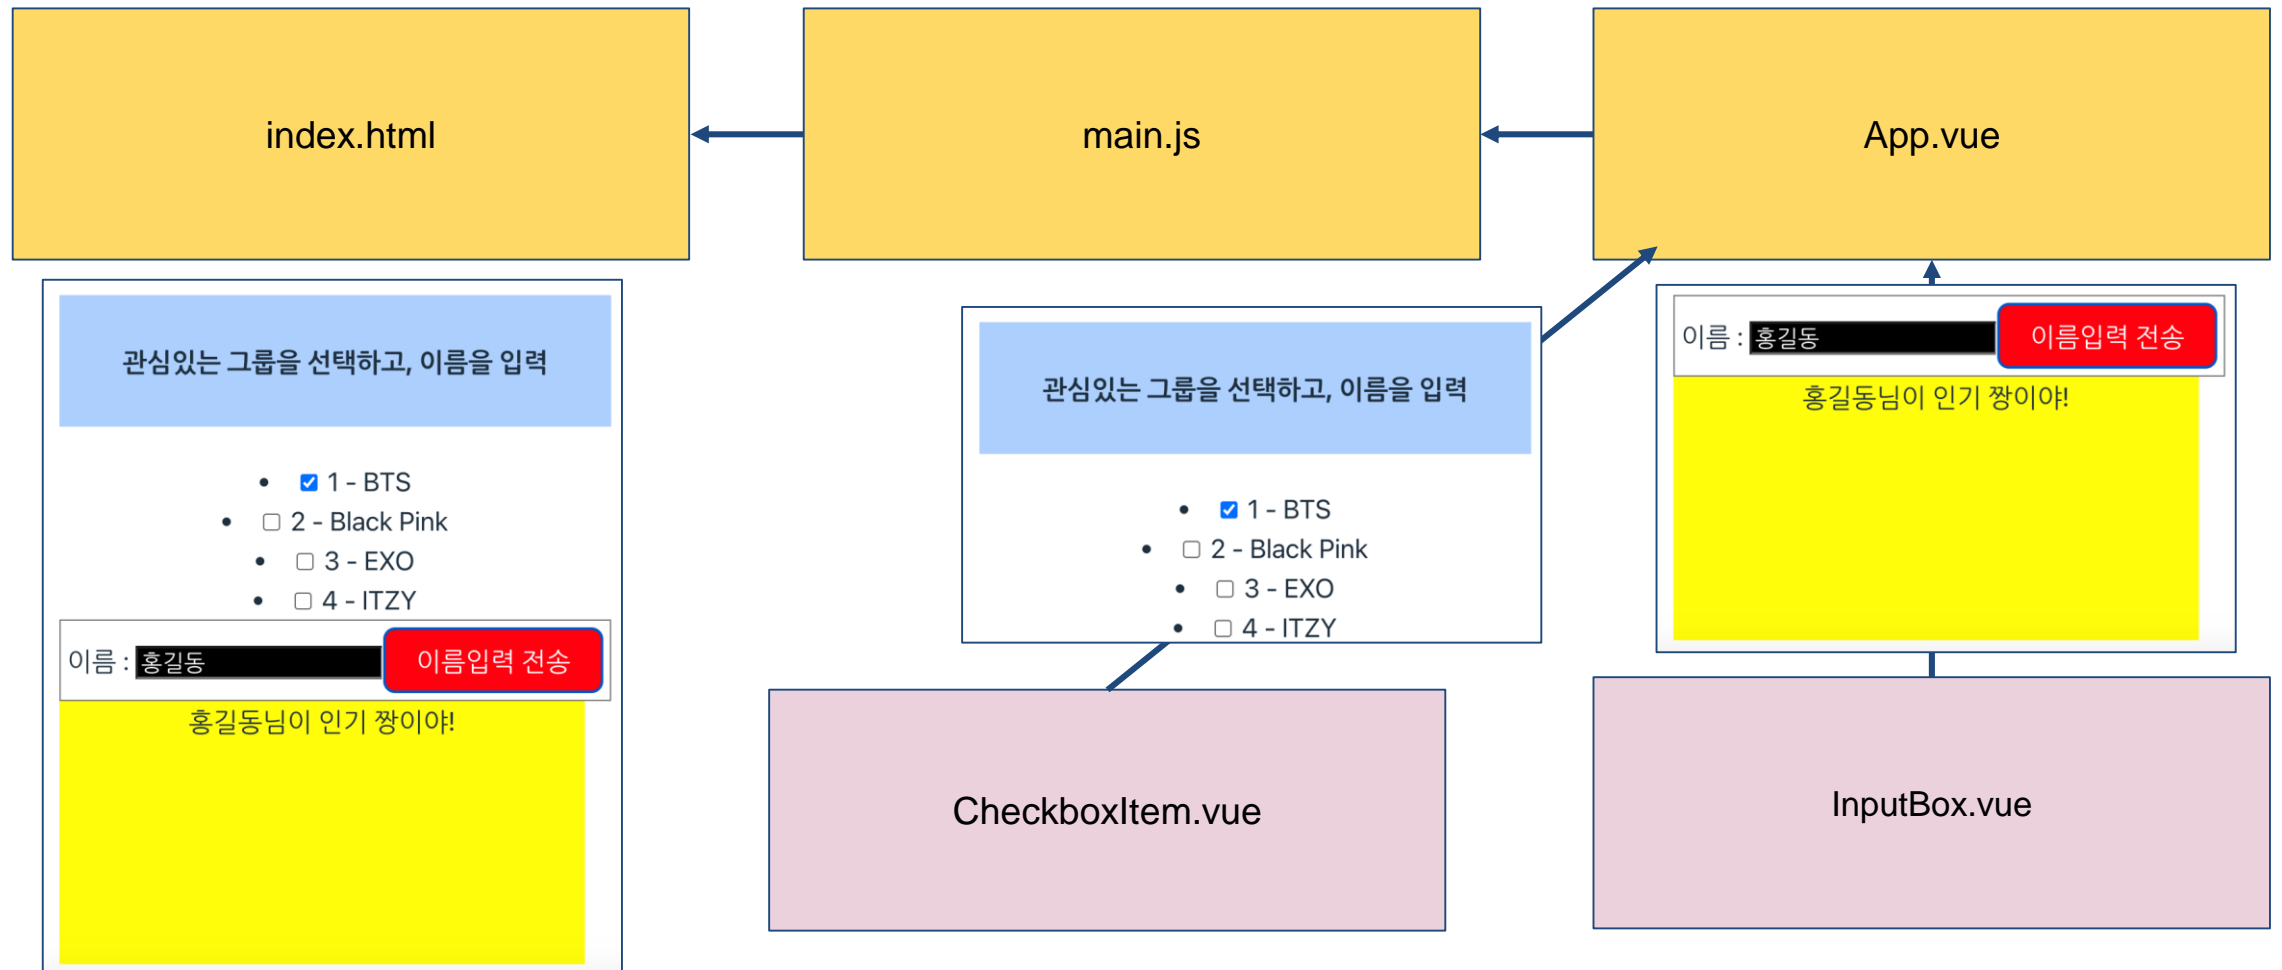 index.html
main.js
App.vue
관심있는 그룹을 선택하고, 이름을 입력
1 - BTS
2 - Black Pink
3 - EXO
4 - ITZY
이름 : 홍길동 이름입력 전송
홍길동님이 인기 짱이야!
관심있는 그룹을 선택하고, 이름을 입력
1 - BTS
2 - Black Pink
3 - EXO
4 - ITZY
이름 : 홍길동 이름입력 전송
홍길동님이 인기 짱이야!
CheckboxItem.vue
InputBox.vue